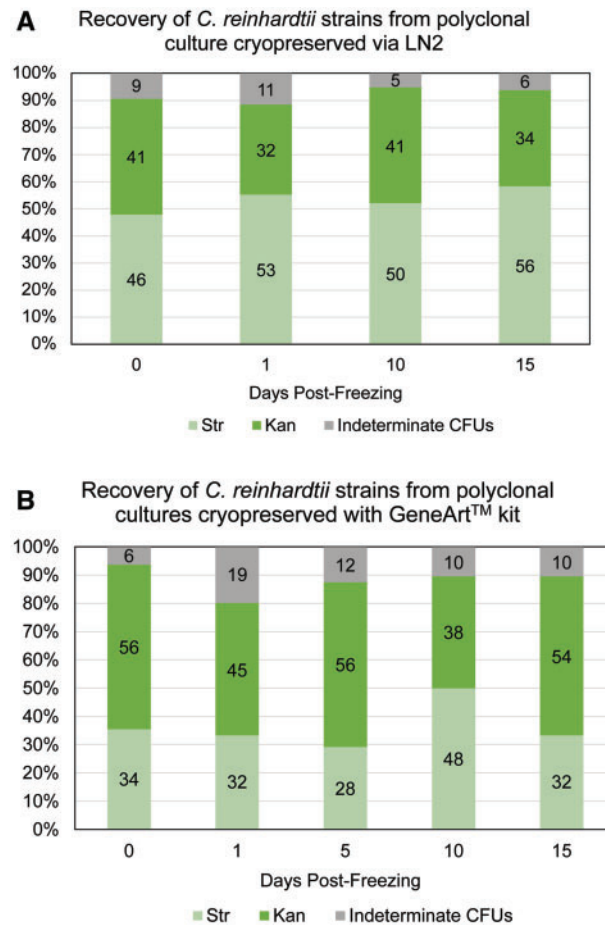 A
Recovery of C. reinhardtii strains from polyclonal
culture cryopreserved via LN2
100%
90%
80%
70%
60%
50%
40%
30%
20%
10%
0%
9 11 5 6
41 32 41 34
46 53 50 56
0 1 10 15
Days Post-Freezing
Str Kan Indeterminate CFUs
B
Recovery of C. reinhardtii strains from polyclonal
cultures cryopreserved with GeneArt™ kit
100%
90%
80%
70%
60%
50%
40%
30%
20%
10%
0%
6 19 12 10 10
56 45 56 38 54
34 32 28 48 32
0 1 5 10 15
Days Post-Freezing
Str Kan Indeterminate CFUs